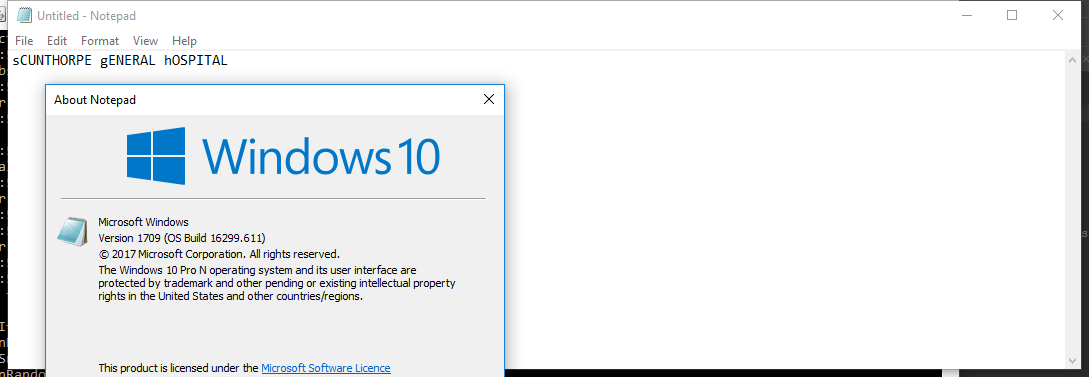 Untitled - Notepad
File Edit Format View Help
sCUNTHORPE gENERAL hOSPITAL
About Notepad
Windows 10
Microsoft Windows
Version 1709 (OS Build 16299.611)
© 2017 Microsoft Corporation. All rights reserved.
The Windows 10 Pro N operating system and its user interface are
protected by trademark and other pending or existing intellectual property
rights in the United States and other countries/regions.
This product is licensed under the Microsoft Software Licence